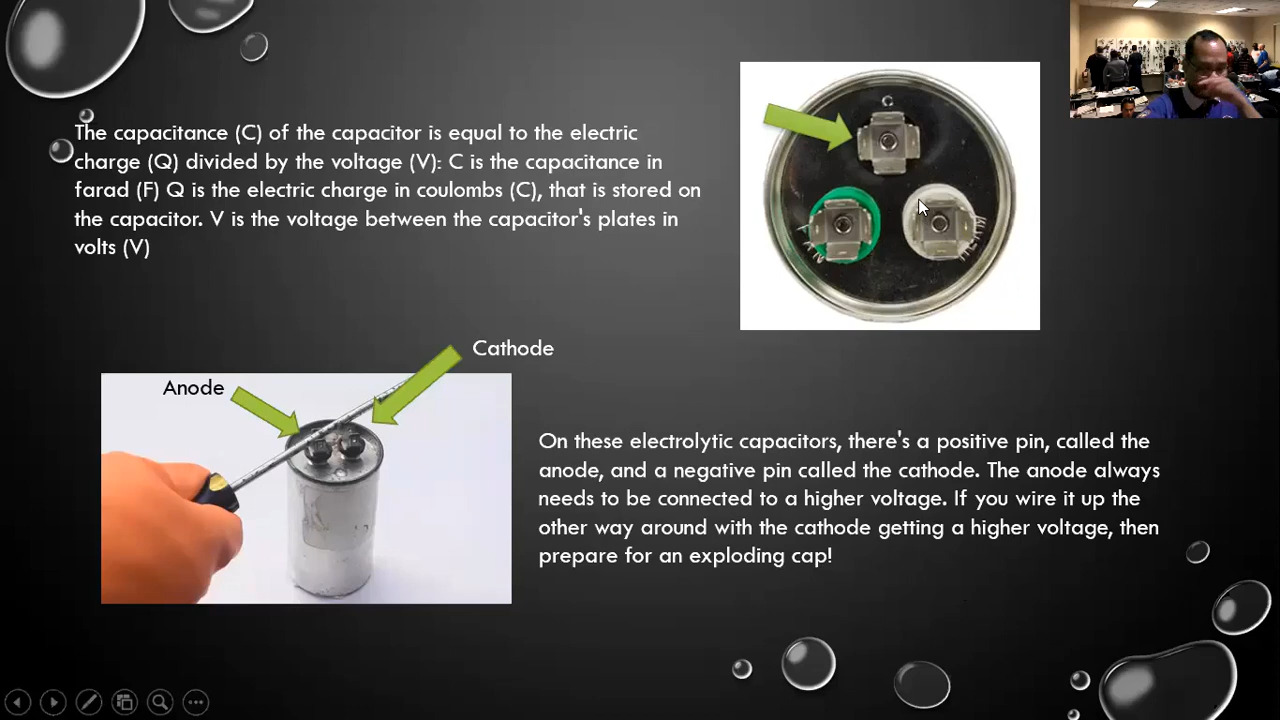 The capacitance (C) of the capacitor is equal to the electric
charge (Q) divided by the voltage (V): C is the capacitance in
farad (F) Q is the electric charge in coulombs (C), that is stored on
the capacitor. V is the voltage between the capacitor's plates in
volts (V)
C
Cathode
Anode
On these electrolytic capacitors, there's a positive pin, called the
anode, and a negative pin called the cathode. The anode always
needs to be connected to a higher voltage. If you wire it up the
other way around with the cathode getting a higher voltage, then
prepare for an exploding cap!